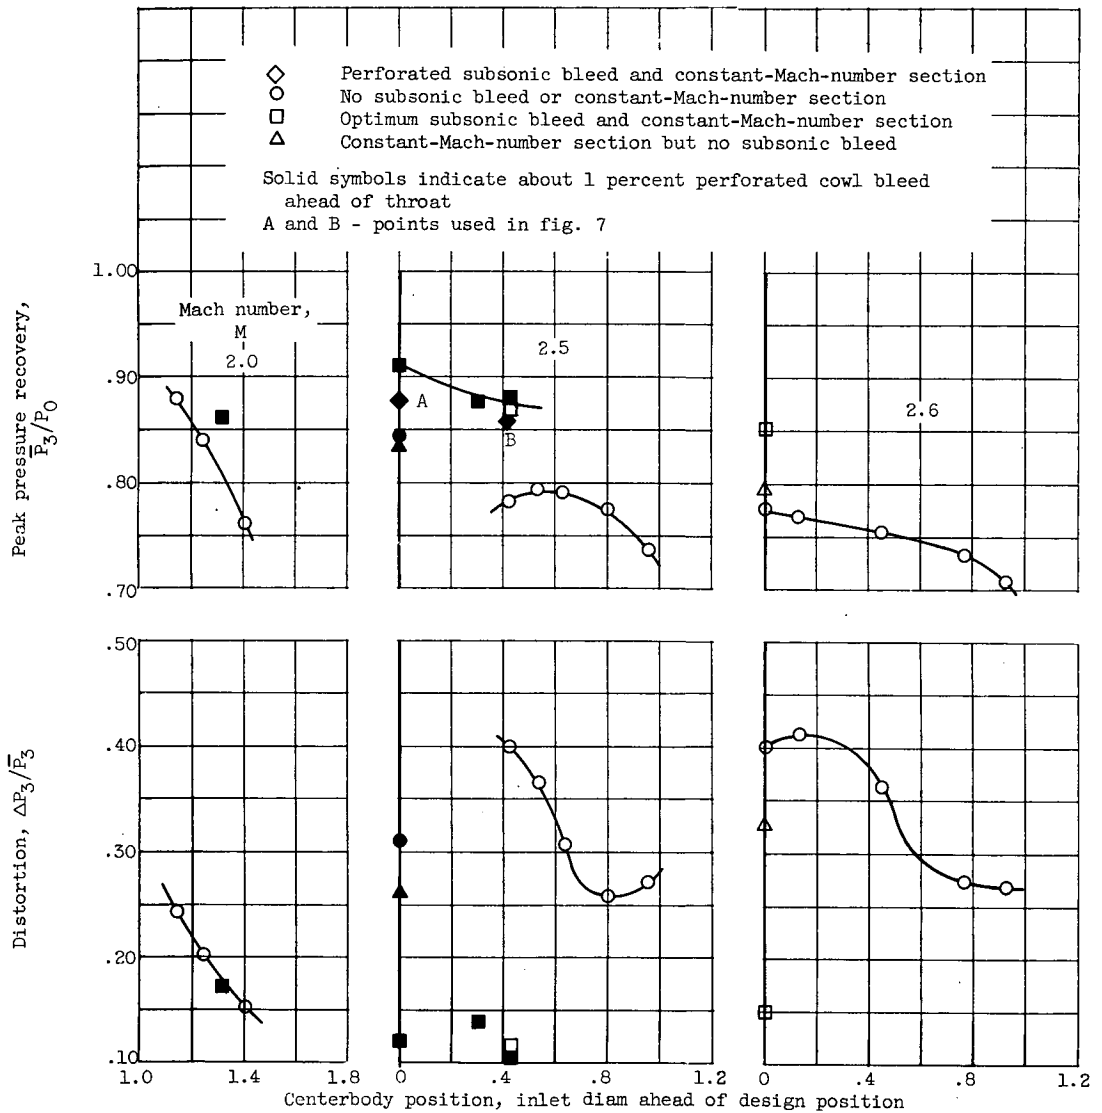 ◇ Perforated subsonic bleed and constant-Mach-number section
○ No subsonic bleed or constant-Mach-number section
□ Optimum subsonic bleed and constant-Mach-number section
△ Constant-Mach-number section but no subsonic bleed
Solid symbols indicate about 1 percent perforated cowl bleed
ahead of throat
A and B - points used in fig. 7
Peak pressure recovery,
P̅3/P0
1.00
.90
.80
.70
Mach number,
M
2.0
2.5
A
B
2.6
Distortion, ΔP3/P̅3
.50
.40
.30
.20
.10
1.0 1.4 1.8 0 .4 .8 1.2 0 .4 .8 1.2
Centerbody position, inlet diam ahead of design position